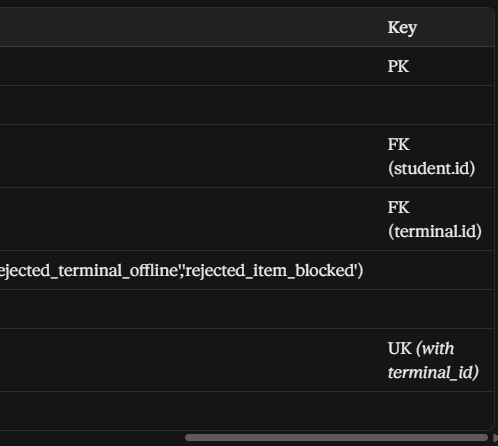 Key
PK
FK
(student.id)
FK
(terminal.id)
ejected_terminal_offline','rejected_item_blocked')
UK (with
terminal_id)